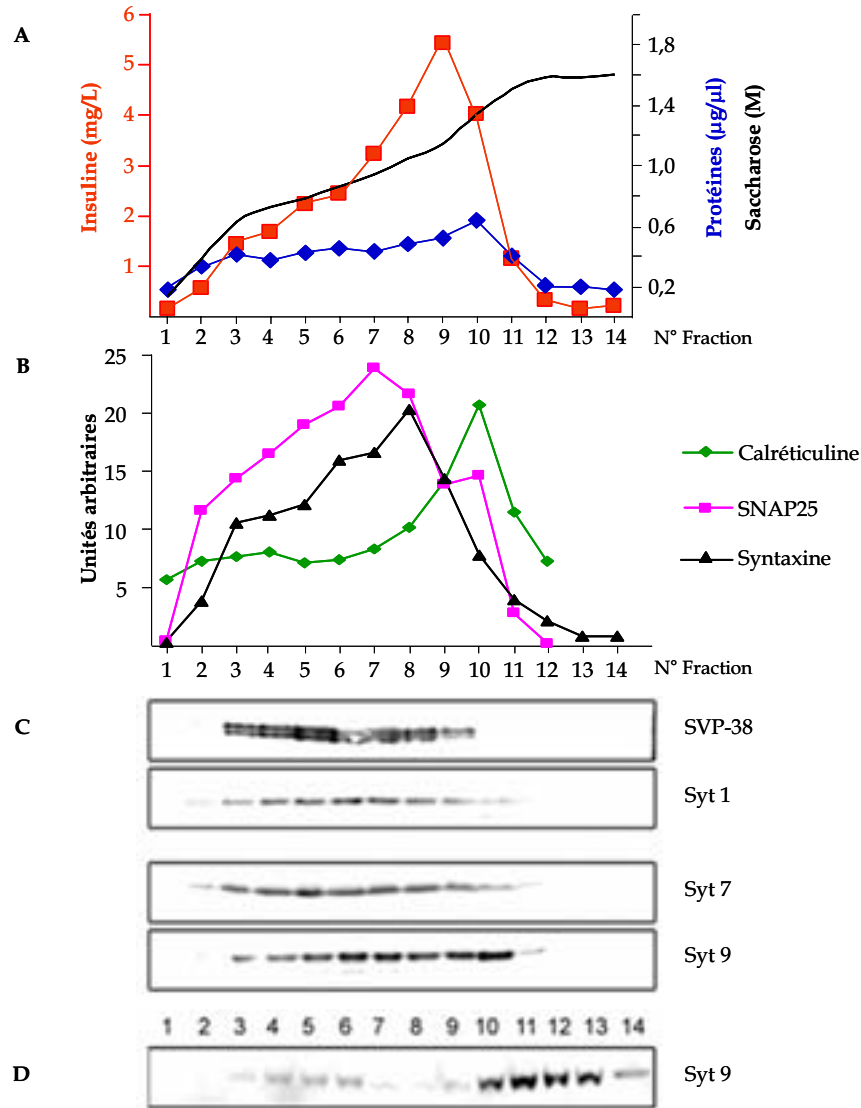 A
Insuline (mg/L)
6
5
4
3
2
1
1,8
1,4
1,0
0,6
0,2
Protéines (µg/µl)
Saccharose (M)
1 2 3 4 5 6 7 8 9 10 11 12 13 14 N° Fraction
B
Unités arbitraires
25
20
15
10
5
Calréticuline
SNAP25
Syntaxine
1 2 3 4 5 6 7 8 9 10 11 12 13 14 N° Fraction
C
SVP-38
Syt 1
Syt 7
Syt 9
1 2 3 4 5 6 7 8 9 10 11 12 13 14
D
Syt 9